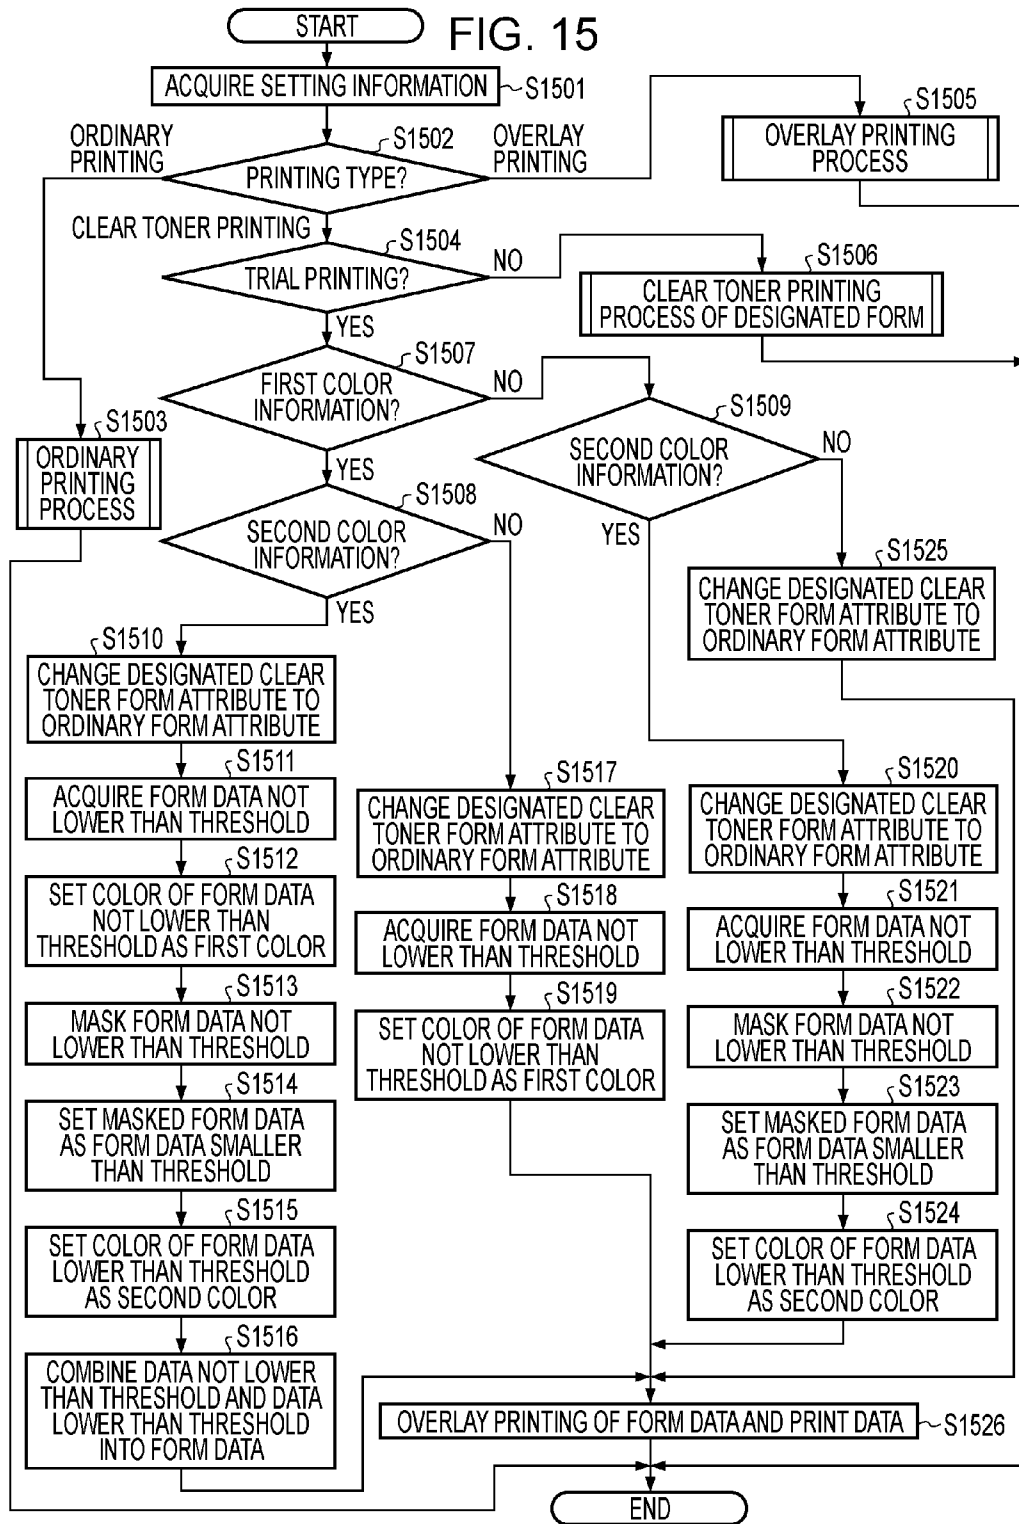 START
FIG. 15
ACQUIRE SETTING INFORMATION
S1501
ORDINARY
PRINTING
S1502
OVERLAY
PRINTING
PRINTING TYPE?
S1505
OVERLAY PRINTING
PROCESS
CLEAR TONER PRINTING
S1504
TRIAL PRINTING?
NO
YES
S1506
CLEAR TONER PRINTING
PROCESS OF DESIGNATED FORM
S1507
FIRST COLOR
INFORMATION?
NO
YES
S1503
ORDINARY
PRINTING
PROCESS
S1509
SECOND COLOR
INFORMATION?
NO
YES
S1508
SECOND COLOR
INFORMATION?
NO
YES
S1525
CHANGE DESIGNATED CLEAR
TONER FORM ATTRIBUTE TO
ORDINARY FORM ATTRIBUTE
S1510
CHANGE DESIGNATED CLEAR
TONER FORM ATTRIBUTE TO
ORDINARY FORM ATTRIBUTE
S1511
ACQUIRE FORM DATA NOT
LOWER THAN THRESHOLD
S1512
SET COLOR OF FORM DATA
NOT LOWER THAN
THRESHOLD AS FIRST COLOR
S1513
MASK FORM DATA NOT
LOWER THAN THRESHOLD
S1514
SET MASKED FORM DATA
AS FORM DATA SMALLER
THAN THRESHOLD
S1515
SET COLOR OF FORM DATA
LOWER THAN THRESHOLD
AS SECOND COLOR
S1516
COMBINE DATA NOT LOWER
THAN THRESHOLD AND DATA
LOWER THAN THRESHOLD
INTO FORM DATA
S1517
CHANGE DESIGNATED CLEAR
TONER FORM ATTRIBUTE TO
ORDINARY FORM ATTRIBUTE
S1518
ACQUIRE FORM DATA NOT
LOWER THAN THRESHOLD
S1519
SET COLOR OF FORM DATA
NOT LOWER THAN
THRESHOLD AS FIRST COLOR
S1520
CHANGE DESIGNATED CLEAR
TONER FORM ATTRIBUTE TO
ORDINARY FORM ATTRIBUTE
S1521
ACQUIRE FORM DATA NOT
LOWER THAN THRESHOLD
S1522
MASK FORM DATA NOT
LOWER THAN THRESHOLD
S1523
SET MASKED FORM DATA
AS FORM DATA SMALLER
THAN THRESHOLD
S1524
SET COLOR OF FORM DATA
LOWER THAN THRESHOLD
AS SECOND COLOR
OVERLAY PRINTING OF FORM DATA AND PRINT DATA
S1526
END